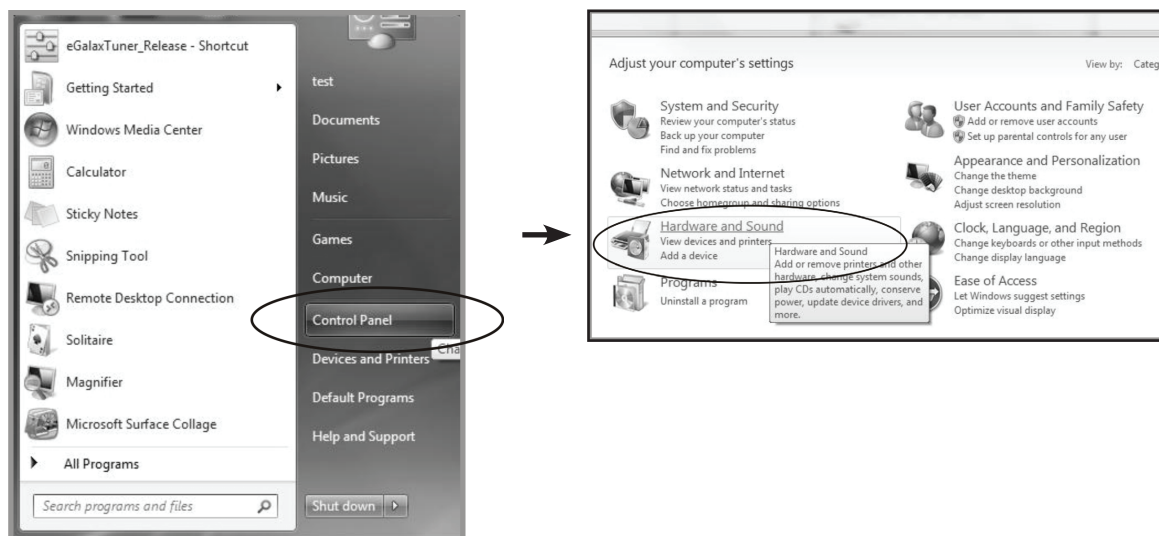 eGalaxTuner_Release - Shortcut
Getting Started
Windows Media Center
Calculator
Sticky Notes
Snipping Tool
Remote Desktop Connection
Solitaire
Magnifier
Microsoft Surface Collage
All Programs
Search programs and files
test
Documents
Pictures
Music
Games
Computer
Control Panel
Devices and Printers
Default Programs
Help and Support
Shut down
Adjust your computer's settings
View by:
System and Security
Review your computer's status
Back up your computer
Find and fix problems
Network and Internet
View network status and tasks
Choose homegroup and sharing options
Hardware and Sound
View devices and printers
Add a device
Hardware and Sound
Add or remove printers and other
hardware, change system sounds,
play CDs automatically, conserve
power, update device drivers, and
more.
Programs
Uninstall a program
User Accounts and Family Safety
Add or remove user accounts
Set up parental controls for any user
Appearance and Personalization
Change the theme
Change desktop background
Adjust screen resolution
Clock, Language, and Region
Change keyboards or other input methods
Change display language
Ease of Access
Let Windows suggest settings
Optimize visual display